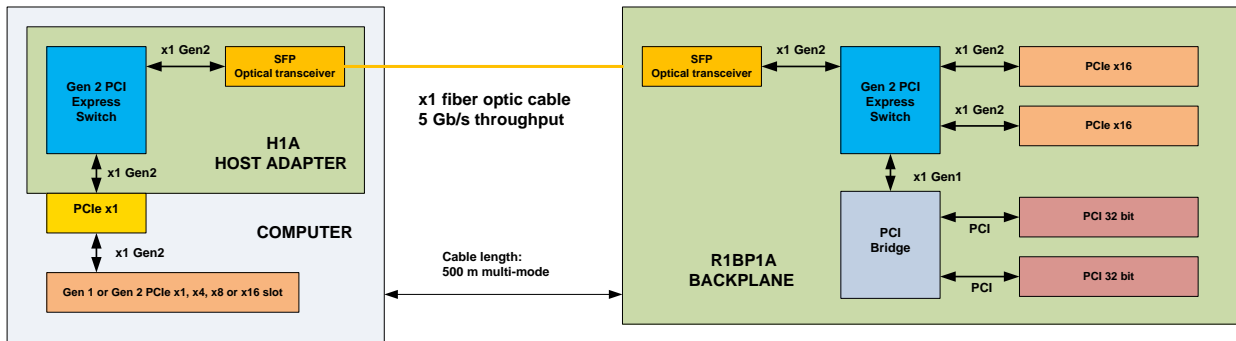 x1 Gen2
SFP
Optical transceiver
Gen 2 PCI
Express
Switch
H1A
HOST ADAPTER
x1 Gen2
PCIe x1
COMPUTER
x1 Gen2
Gen 1 or Gen 2 PCIe x1, x4, x8 or x16 slot
x1 fiber optic cable
5 Gb/s throughput
Cable length:
500 m multi-mode
SFP
Optical transceiver
x1 Gen2
Gen 2 PCI
Express
Switch
x1 Gen2
PCIe x16
x1 Gen2
PCIe x16
x1 Gen1
PCI
Bridge
PCI
PCI 32 bit
PCI
PCI 32 bit
R1BP1A
BACKPLANE